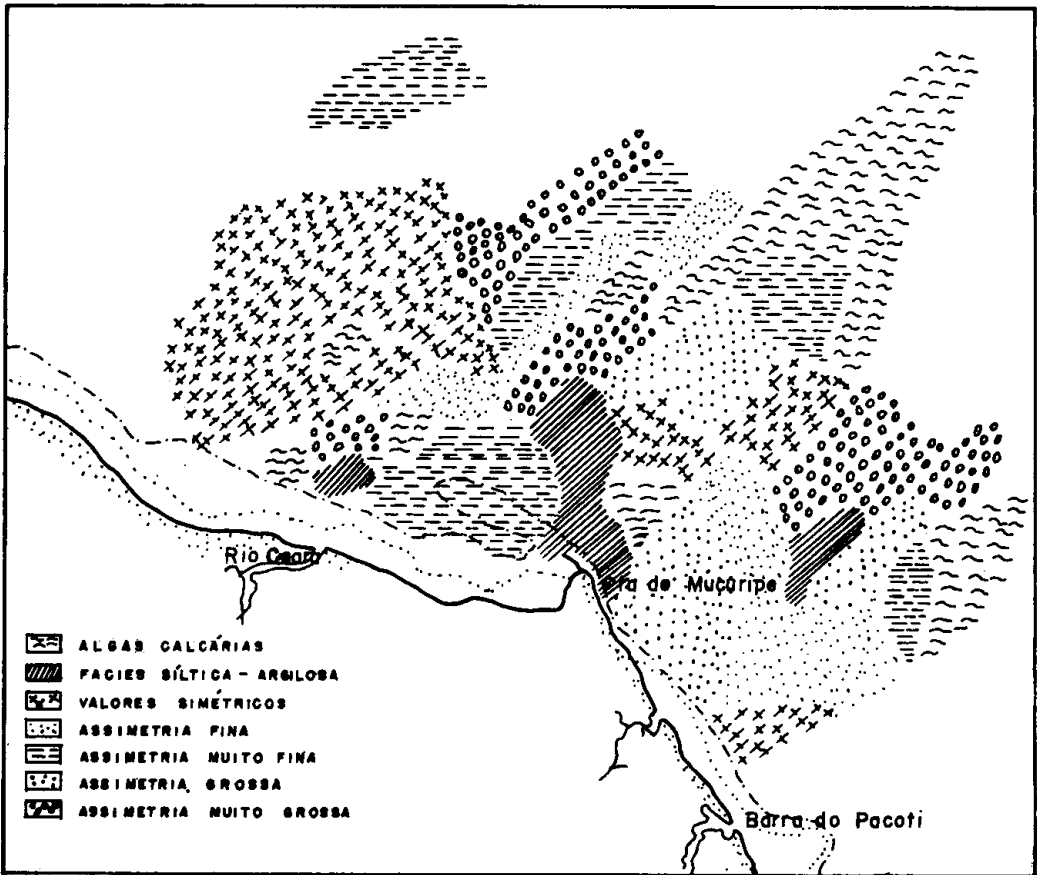 Rio Ceará
Pta de Mucuripe
ALGAS CALCÁRIAS
FACIES SÍLTICA - ARGILOSA
VALORES SIMÉTRICOS
ASSIMETRIA FINA
ASSIMETRIA MUITO FINA
ASSIMETRIA GROSSA
ASSIMETRIA MUITO GROSSA
Barra do Pacoti